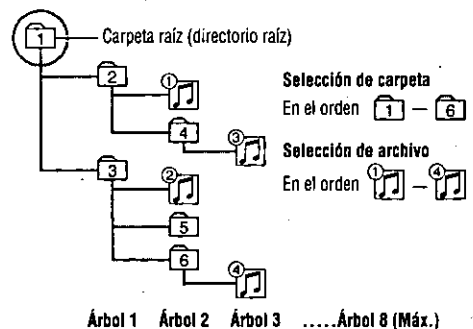 1 Carpeta raíz (directorio raíz)
2 ①
4 ③
3 ②
5
6 ④
Selección de carpeta
En el orden 1 — 6
Selección de archivo
En el orden ① — ④
Árbol 1 Árbol 2 Árbol 3 .....Árbol 8 (Máx.)